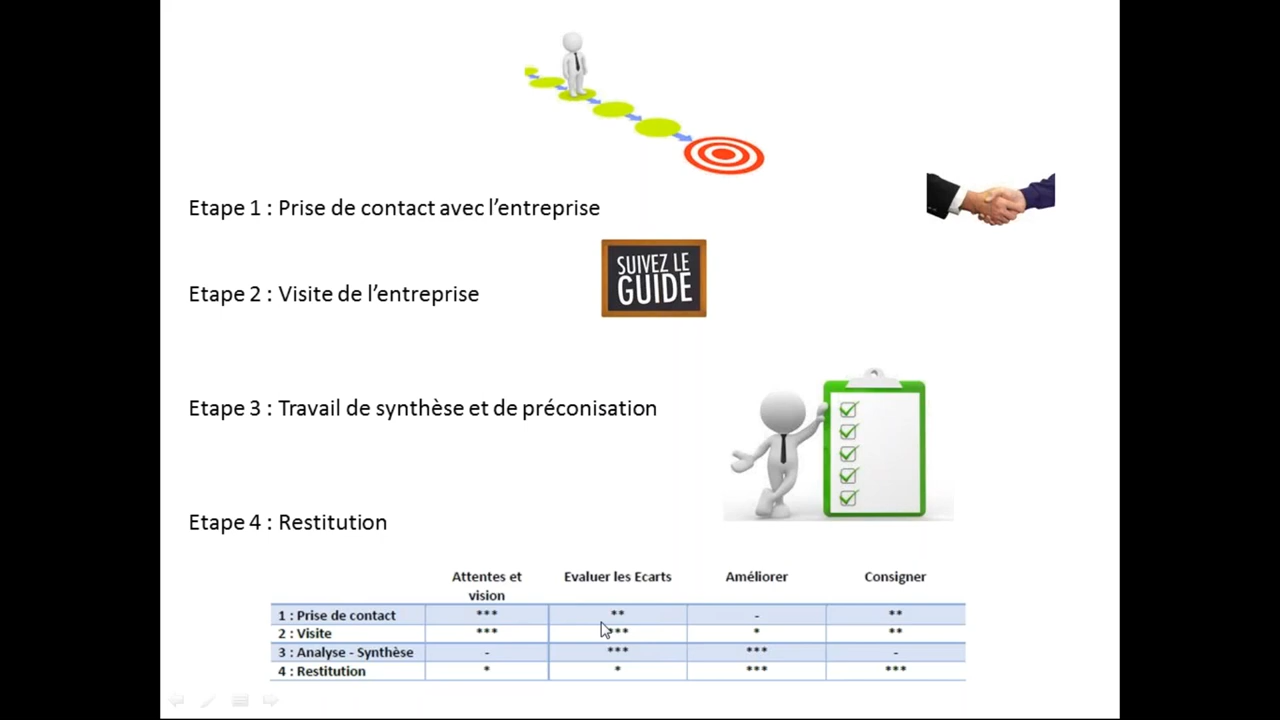 Etape 1 : Prise de contact avec l’entreprise
SUIVEZ LE
GUIDE
Etape 2 : Visite de l’entreprise
Etape 3 : Travail de synthèse et de préconisation
Etape 4 : Restitution
Attentes et vision Evaluer les Ecarts Améliorer Consigner
1 : Prise de contact *** ** - **
2 : Visite *** *** * **
3 : Analyse - Synthèse - *** *** -
4 : Restitution * * *** ***